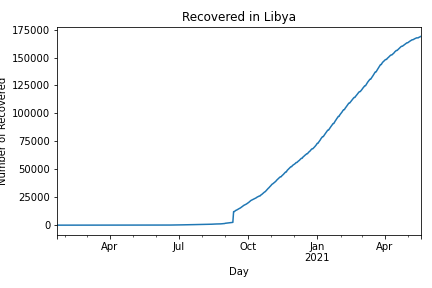 Recovered in Libya
Number of Recovered
175000
150000
125000
100000
75000
50000
25000
0
Apr Jul Oct Jan Apr
2021
Day